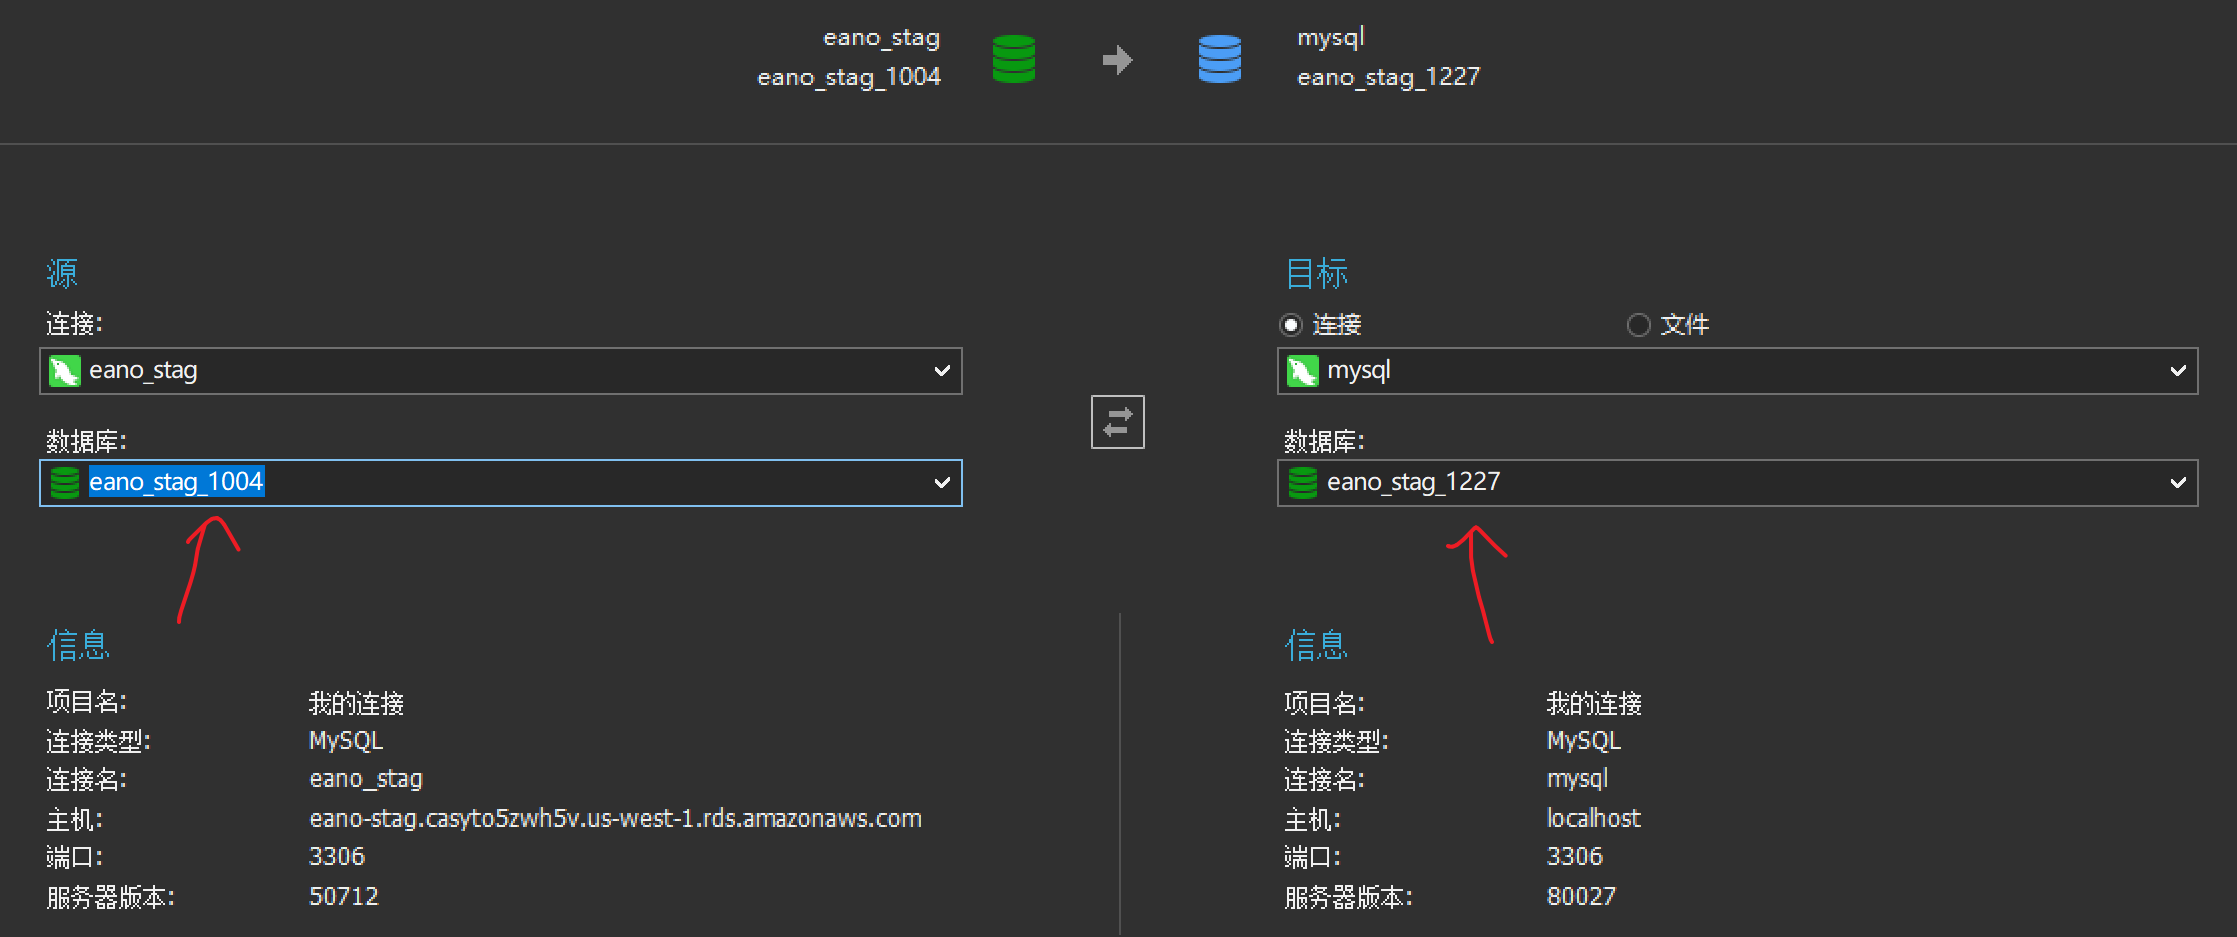 eano_stag
eano_stag_1004
mysql
eano_stag_1227
源
连接:
eano_stag
数据库:
eano_stag_1004
目标
连接
文件
mysql
数据库:
eano_stag_1227
信息
项目名: 我的连接
连接类型: MySQL
连接名: eano_stag
主机: eano-stag.casyto5zwh5v.us-west-1.rds.amazonaws.com
端口: 3306
服务器版本: 50712
信息
项目名: 我的连接
连接类型: MySQL
连接名: mysql
主机: localhost
端口: 3306
服务器版本: 80027